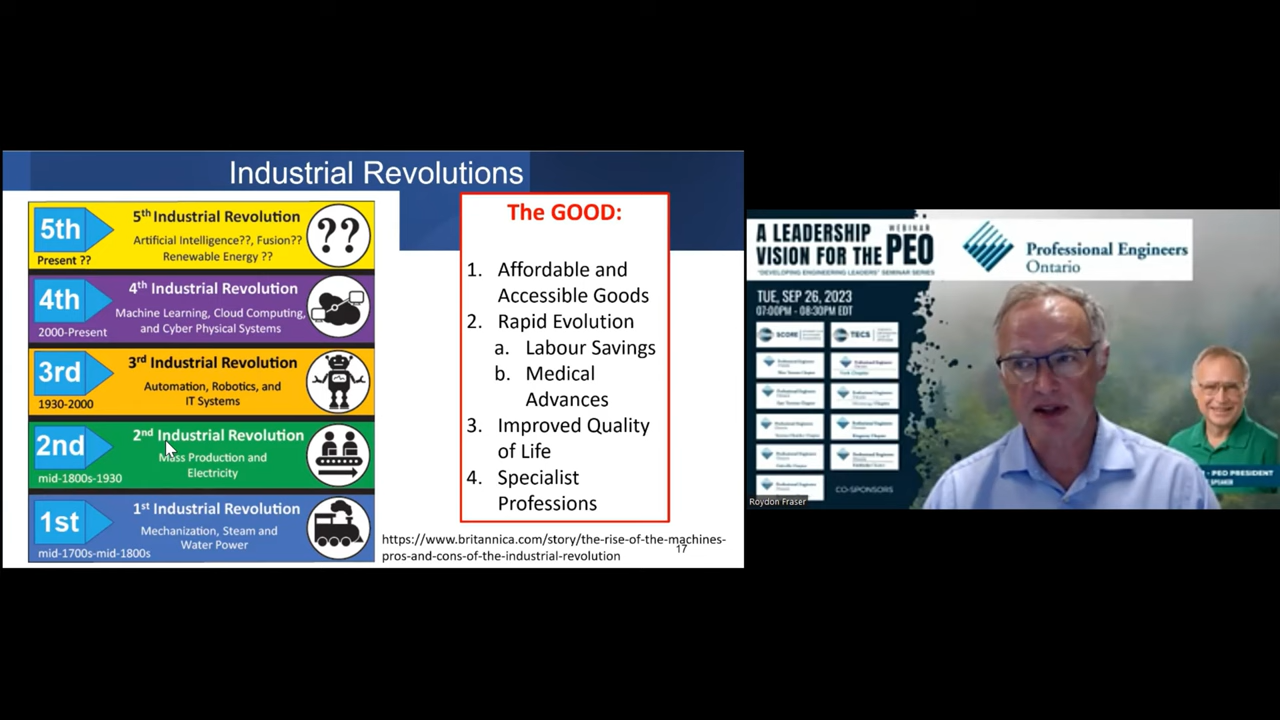 Industrial Revolutions
5th
Present ??
5th Industrial Revolution
Artificial Intelligence??, Fusion??
Renewable Energy ??
??
4th
2000-Present
4th Industrial Revolution
Machine Learning, Cloud Computing,
and Cyber Physical Systems
3rd
1930-2000
3rd Industrial Revolution
Automation, Robotics, and
IT Systems
2nd
mid-1800s-1930
2nd Industrial Revolution
Mass Production and
Electricity
1st
mid-1700s-mid-1800s
1st Industrial Revolution
Mechanization, Steam and
Water Power
The GOOD:
1. Affordable and
Accessible Goods
2. Rapid Evolution
a. Labour Savings
b. Medical
Advances
3. Improved Quality
of Life
4. Specialist
Professions
https://www.britannica.com/story/the-rise-of-the-machines-
pros-and-cons-of-the-industrial-revolution
17
A LEADERSHIP
WEBINAR
VISION FOR THE PEO
"DEVELOPING ENGINEERING LEADERS" SEMINAR SERIES
TUE, SEP 26, 2023
07:00PM - 08:30PM EDT
SCORE
TECS
CO-SPONSORS
Professional Engineers
Ontario
- PEO PRESIDENT
SPEAKER
Roydon Fraser